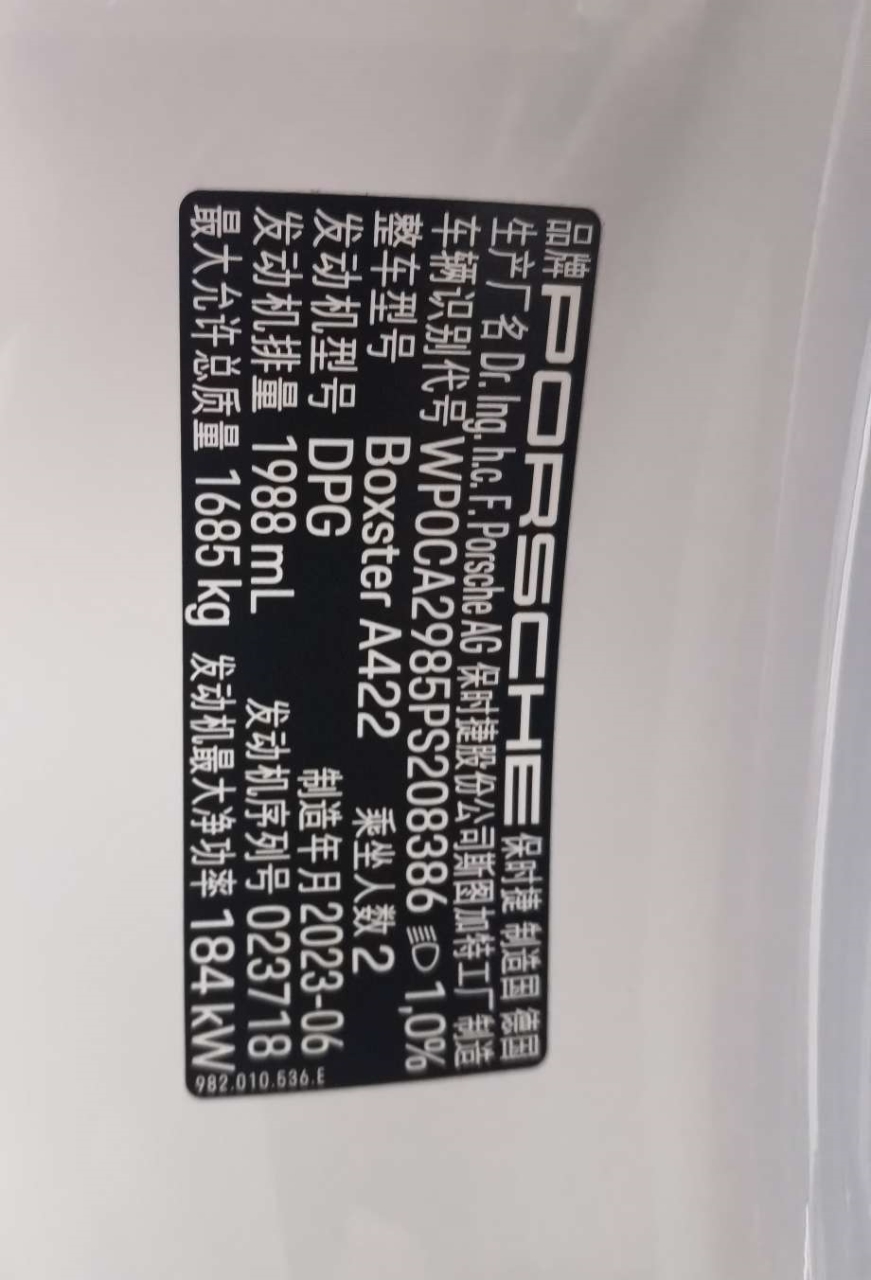 品牌 PORSCHE 保时捷 制造国 德国
生产厂名 Dr. Ing. h.c. F. Porsche AG 保时捷股份公司斯图加特工厂 制造
车辆识别代号 WP0CA2985PS208386 1,0%
整车型号 Boxster A422 乘坐人数 2
发动机型号 DPG 制造年月 2023-06
发动机排量 1988 mL 发动机序列号 023718
最大允许总质量 1685 kg 发动机最大净功率 184 kW
982.010.536.E